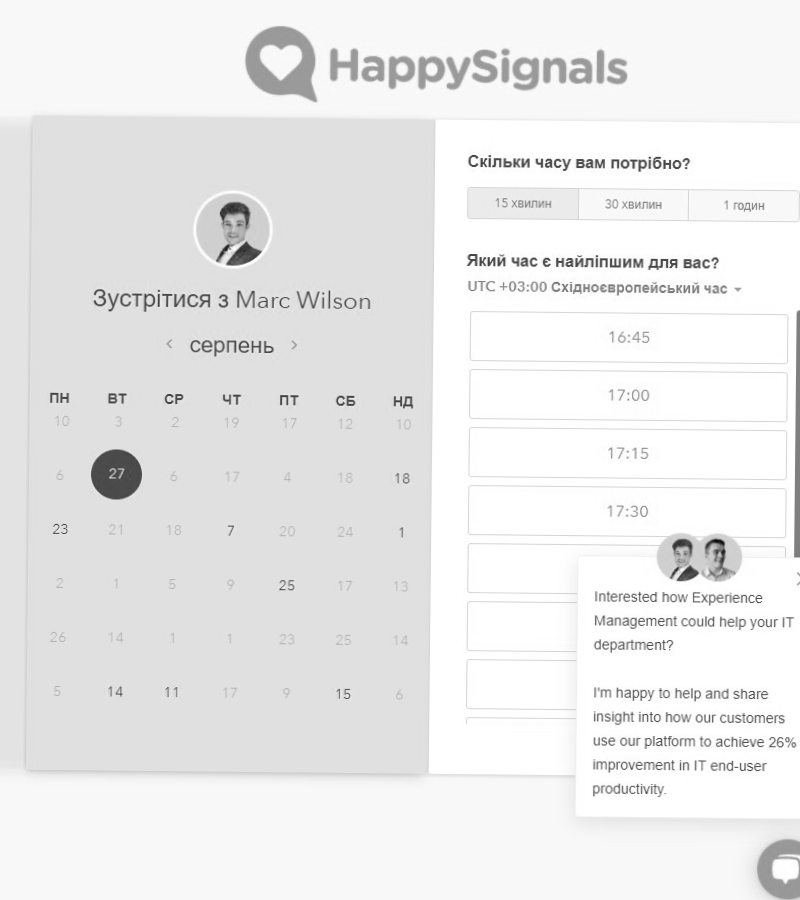 HappySignals
Зустрітися з Marc Wilson
серпень
ПН ВТ СР ЧТ ПТ СБ НД
10 3 2 19 17 12 10
6 27 6 17 4 18 18
23 21 18 7 20 24 1
2 1 5 9 25 17 13
26 14 1 1 23 25 14
5 14 11 17 9 15 6
Скільки часу вам потрібно?
15 хвилин 30 хвилин 1 годин
Який час є найліпшим для вас?
UTC +03:00 Східноєвропейський час
16:45
17:00
17:15
17:30
Interested how Experience
Management could help your IT
department?
I'm happy to help and share
insight into how our customers
use our platform to achieve 26%
improvement in IT end-user
productivity.